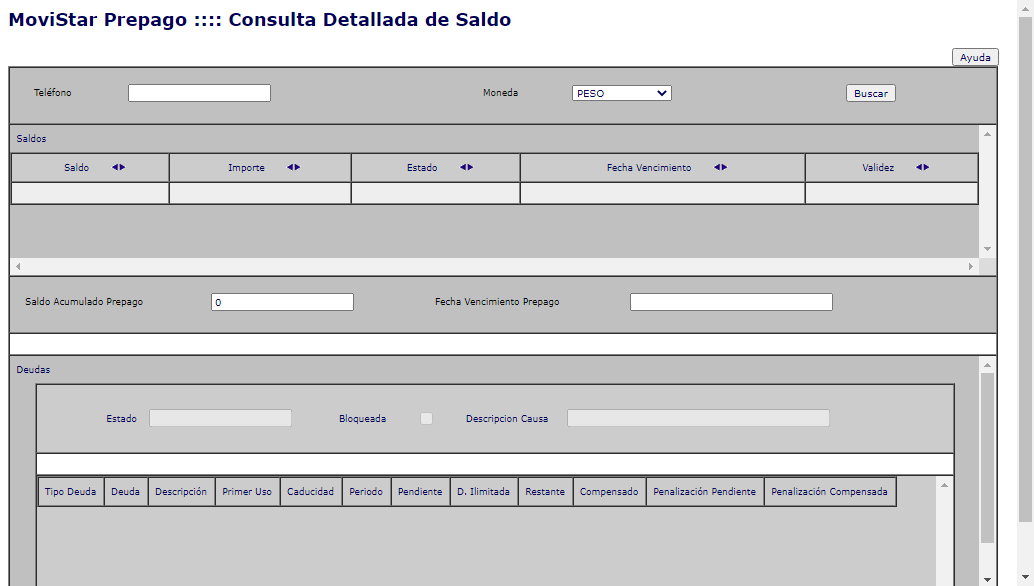 MoviStar Prepago :::: Consulta Detallada de Saldo
Ayuda
Teléfono Moneda PESO Buscar
Saldos
Saldo Importe Estado Fecha Vencimiento Validez
Saldo Acumulado Prepago 0 Fecha Vencimiento Prepago
Deudas
Estado Bloqueada Descripcion Causa
Tipo Deuda Deuda Descripción Primer Uso Caducidad Periodo Pendiente D. Ilimitada Restante Compensado Penalización Pendiente Penalización Compensada